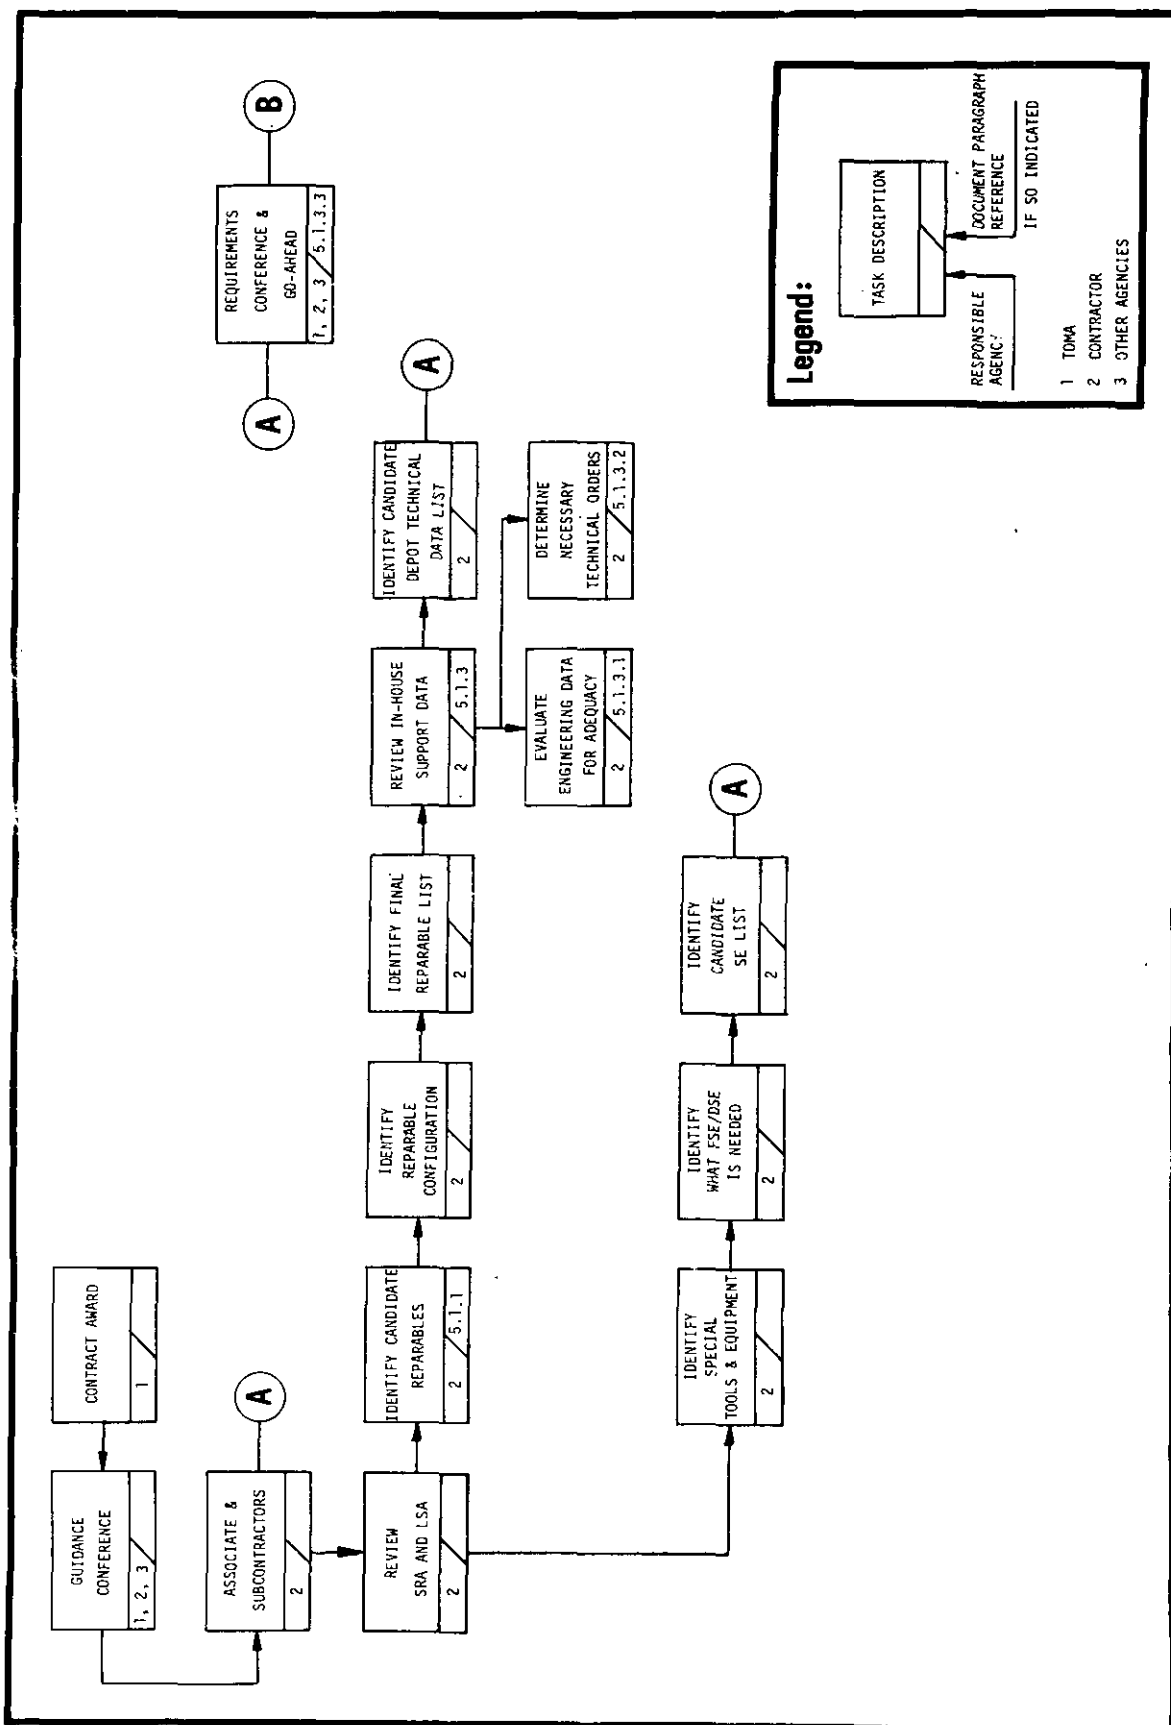 CONTRACT AWARD
1
GUIDANCE
CONFERENCE
1, 2, 3
ASSOCIATE &
SUBCONTRACTORS
2
A
REVIEW
SRA AND LSA
2
IDENTIFY CANDIDATE
REPARABLES
2
5.1.1
IDENTIFY
REPARABLE
CONFIGURATION
2
IDENTIFY FINAL
REPARABLE LIST
2
REVIEW IN-HOUSE
SUPPORT DATA
2
5.1.3
IDENTIFY CANDIDATE
DEPOT TECHNICAL
DATA LIST
2
A
EVALUATE
ENGINEERING DATA
FOR ADEQUACY
2
5.1.3.1
DETERMINE
NECESSARY
TECHNICAL ORDERS
2
5.1.3.2
IDENTIFY
SPECIAL
TOOLS & EQUIPMENT
2
IDENTIFY
WHAT FSE/DSE
IS NEEDED
2
IDENTIFY
CANDIDATE
SE LIST
2
A
A
REQUIREMENTS
CONFERENCE &
GO-AHEAD
1, 2, 3
5.1.3.3
B
Legend:
TASK DESCRIPTION
RESPONSIBLE
AGENCY
DOCUMENT PARAGRAPH
REFERENCE
IF SO INDICATED
1 TOMA
2 CONTRACTOR
3 OTHER AGENCIES